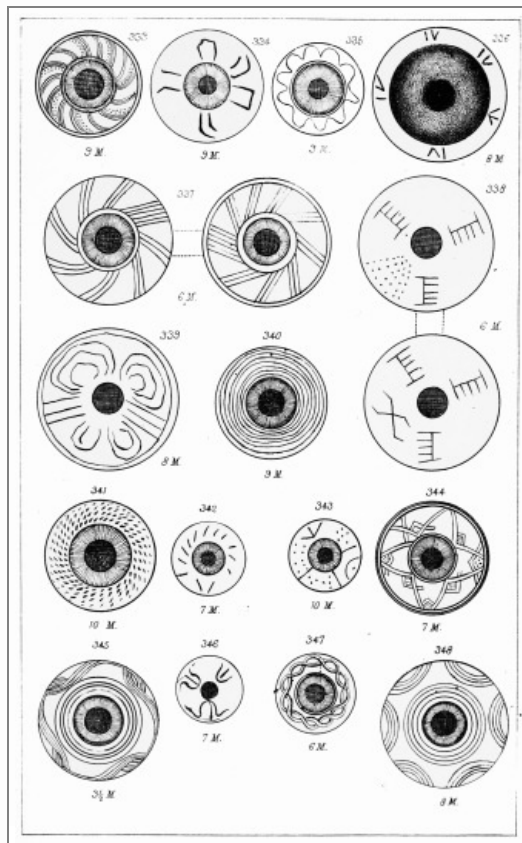 333 334 335 336
9 M. 9 M. 9 M. 8 M
337 338
6 M. 6 M.
339 340
8 M. 9 M.
341 342 343 344
10 M. 7 M. 10 M. 7 M.
345 346 347 348
3½ M. 7 M. 6 M. 8 M.